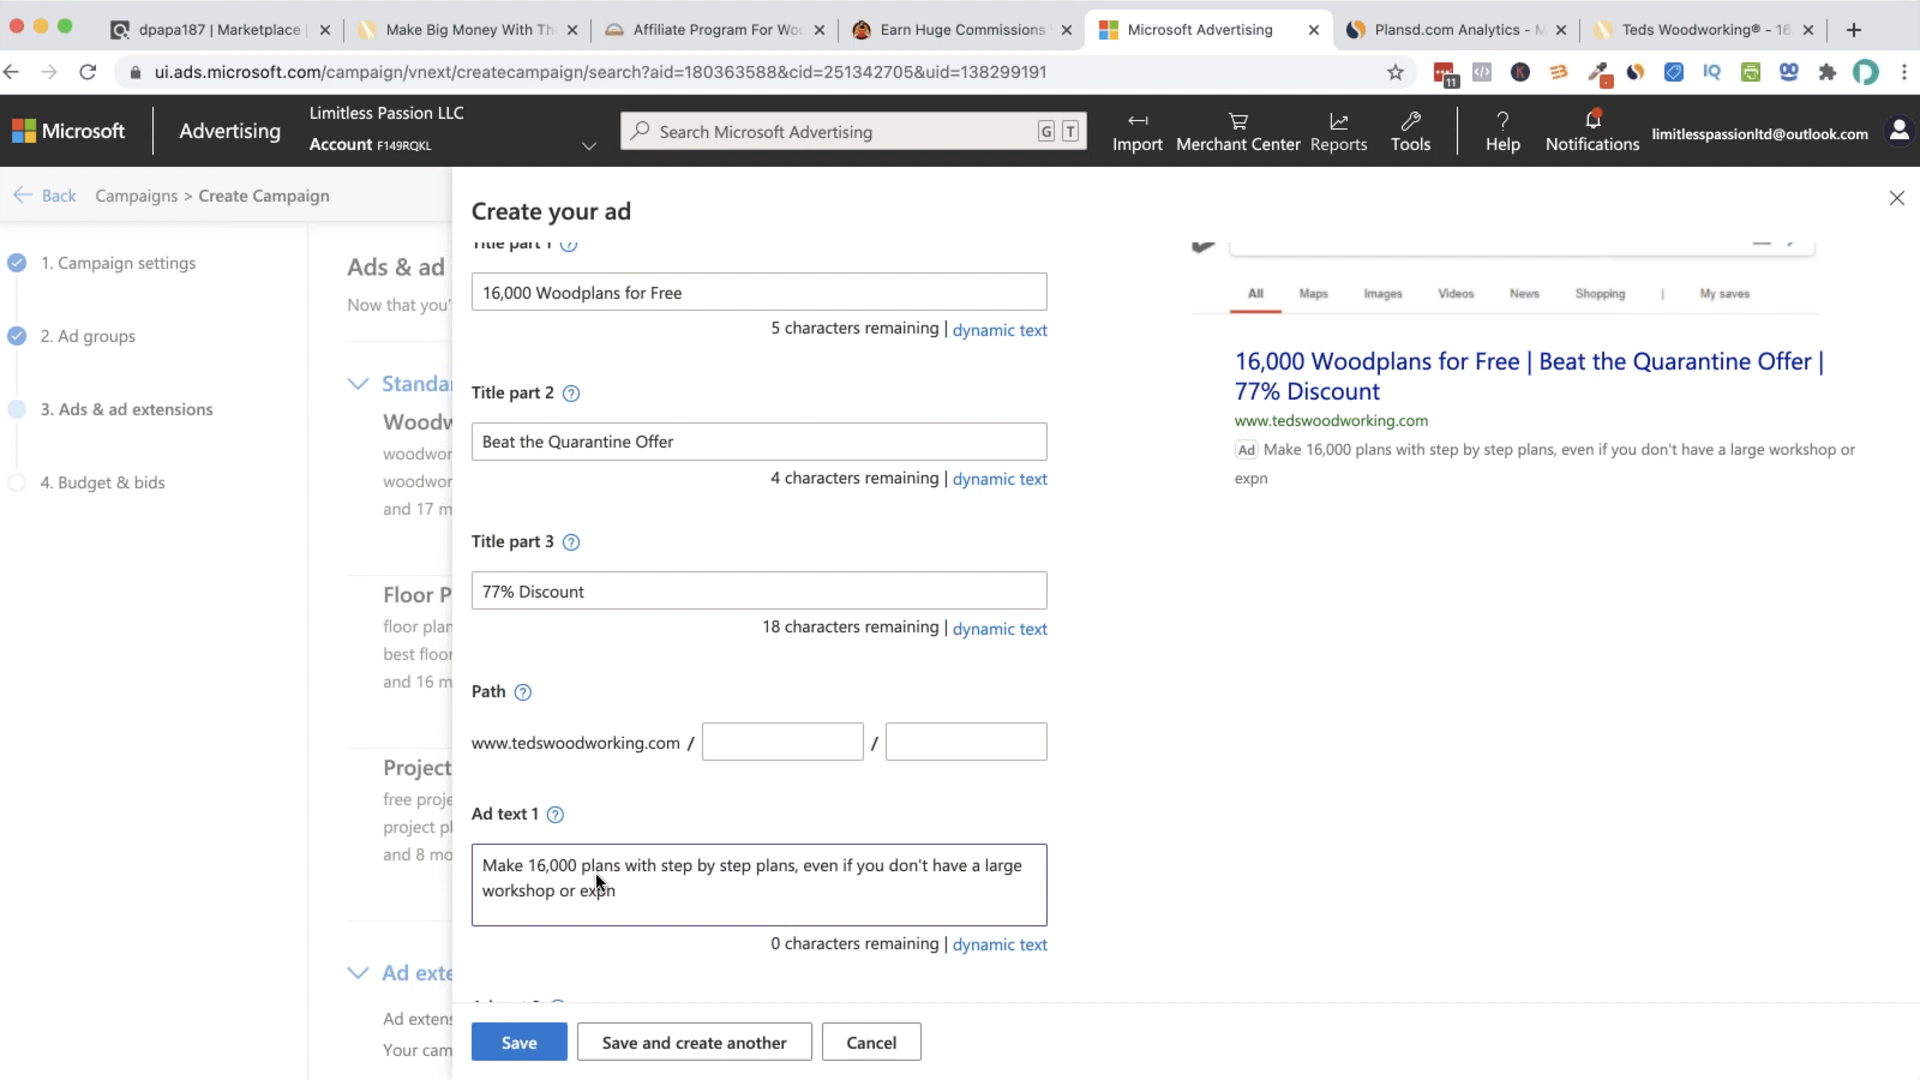 dpapa187 | Marketplace
Make Big Money With Th
Affiliate Program For Woo
Earn Huge Commissions
Microsoft Advertising
Plansd.com Analytics - M
Teds Woodworking® - 16
ui.ads.microsoft.com/campaign/vnext/createcampaign/search?aid=180363588&cid=251342705&uid=138299191
11
IQ
Microsoft
Advertising
Limitless Passion LLC
Account F149RQKL
Search Microsoft Advertising
G T
Import
Merchant Center
Reports
Tools
Help
Notifications
limitlesspassionltd@outlook.com
Back
Campaigns > Create Campaign
1. Campaign settings
2. Ad groups
3. Ads & ad extensions
4. Budget & bids
Ads & ad
Now that you'
Standa
Woodw
woodwor
woodwor
and 17 m
Floor P
floor plan
best floor
and 16 m
Project
free proje
project pl
and 8 mo
Ad exte
Ad extens
Your cam
Create your ad
Title part 1
16,000 Woodplans for Free
5 characters remaining | dynamic text
Title part 2
Beat the Quarantine Offer
4 characters remaining | dynamic text
Title part 3
77% Discount
18 characters remaining | dynamic text
Path
www.tedswoodworking.com /
/
Ad text 1
Make 16,000 plans with step by step plans, even if you don't have a large
workshop or expn
0 characters remaining | dynamic text
Save
Save and create another
Cancel
All
Maps
Images
Videos
News
Shopping
|
My saves
16,000 Woodplans for Free | Beat the Quarantine Offer |
77% Discount
www.tedswoodworking.com
Ad Make 16,000 plans with step by step plans, even if you don't have a large workshop or
expn